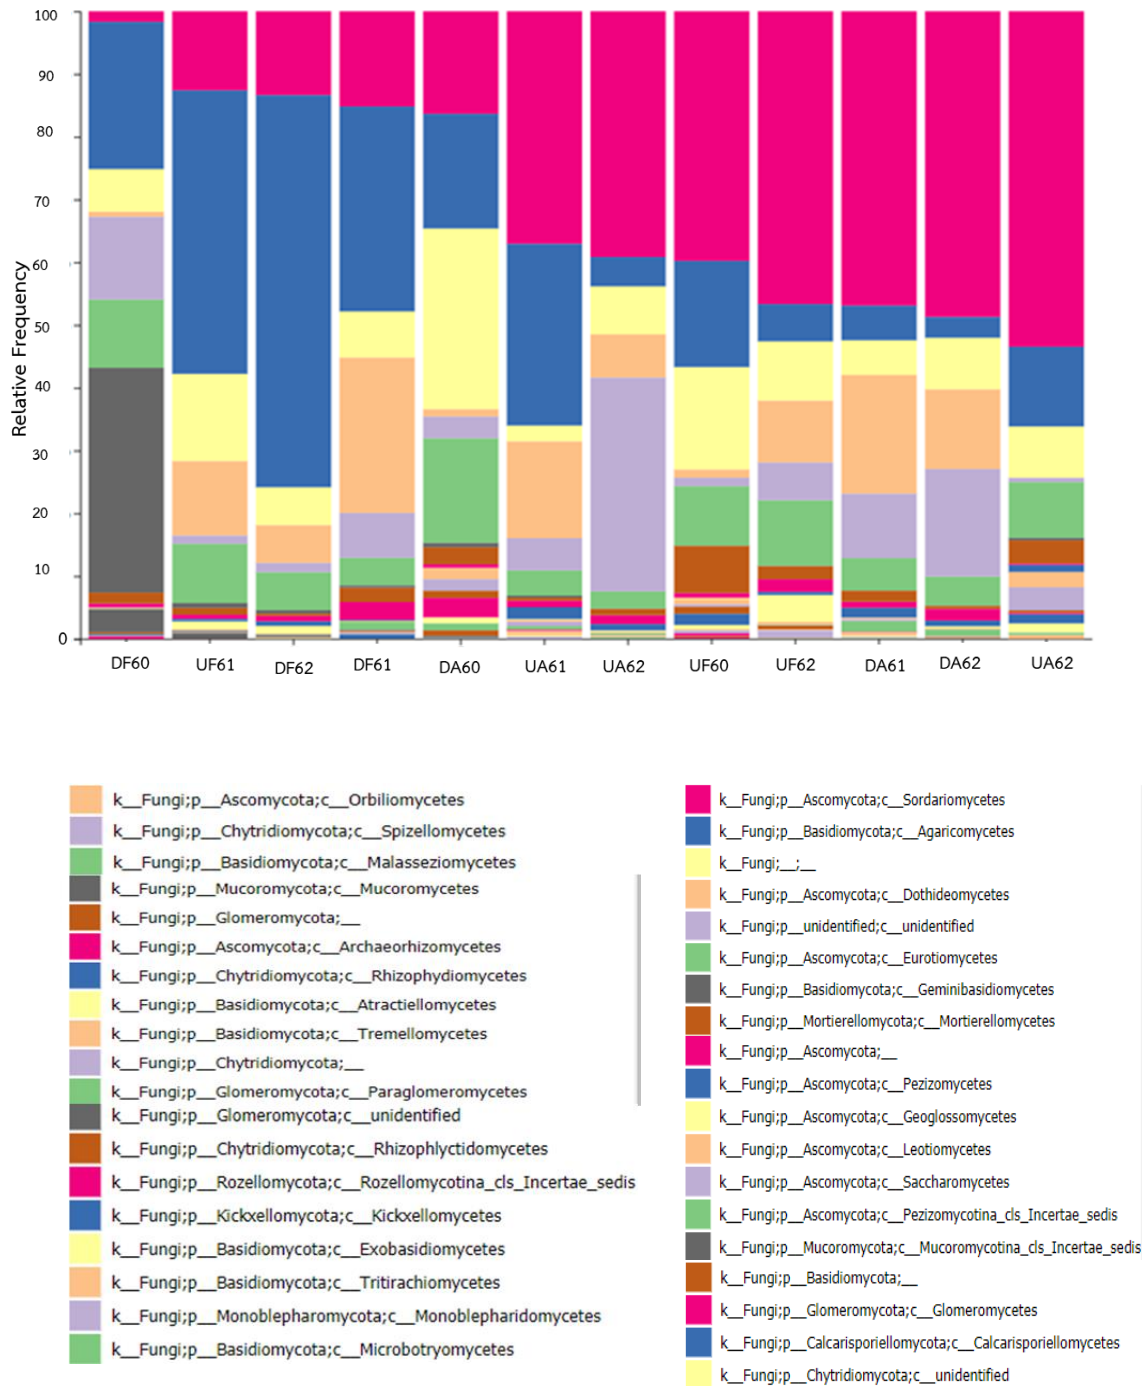 100
90
80
70
60
50
40
30
20
10
0
Relative Frequency
DF60 UF61 DF62 DF61 DA60 UA61 UA62 UF60 UF62 DA61 DA62 UA62
k__Fungi;p__Ascomycota;c__Orbiliomycetes
k__Fungi;p__Chytridiomycota;c__Spizellomycetes
k__Fungi;p__Basidiomycota;c__Malasseziomycetes
k__Fungi;p__Mucoromycota;c__Mucoromycetes
k__Fungi;p__Glomeromycota;__
k__Fungi;p__Ascomycota;c__Archaeorhizomycetes
k__Fungi;p__Chytridiomycota;c__Rhizophydiomycetes
k__Fungi;p__Basidiomycota;c__Atractiellomycetes
k__Fungi;p__Basidiomycota;c__Tremellomycetes
k__Fungi;p__Chytridiomycota;__
k__Fungi;p__Glomeromycota;c__Paraglomeromycetes
k__Fungi;p__Glomeromycota;c__unidentified
k__Fungi;p__Chytridiomycota;c__Rhizophlyctidomycetes
k__Fungi;p__Rozellomycota;c__Rozellomycotina_cls_Incertae_sedis
k__Fungi;p__Kickxellomycota;c__Kickxellomycetes
k__Fungi;p__Basidiomycota;c__Exobasidiomycetes
k__Fungi;p__Basidiomycota;c__Tritirachiomycetes
k__Fungi;p__Monoblepharomycota;c__Monoblepharidomycetes
k__Fungi;p__Basidiomycota;c__Microbotryomycetes
k__Fungi;p__Ascomycota;c__Sordariomycetes
k__Fungi;p__Basidiomycota;c__Agaricomycetes
k__Fungi;__;__
k__Fungi;p__Ascomycota;c__Dothideomycetes
k__Fungi;p__unidentified;c__unidentified
k__Fungi;p__Ascomycota;c__Eurotiomycetes
k__Fungi;p__Basidiomycota;c__Geminibasidiomycetes
k__Fungi;p__Mortierellomycota;c__Mortierellomycetes
k__Fungi;p__Ascomycota;__
k__Fungi;p__Ascomycota;c__Pezizomycetes
k__Fungi;p__Ascomycota;c__Geoglossomycetes
k__Fungi;p__Ascomycota;c__Leotiomycetes
k__Fungi;p__Ascomycota;c__Saccharomycetes
k__Fungi;p__Ascomycota;c__Pezizomycotina_cls_Incertae_sedis
k__Fungi;p__Mucoromycota;c__Mucoromycotina_cls_Incertae_sedis
k__Fungi;p__Basidiomycota;__
k__Fungi;p__Glomeromycota;c__Glomeromycetes
k__Fungi;p__Calcarisporiellomycota;c__Calcarisporiellomycetes
k__Fungi;p__Chytridiomycota;c__unidentified